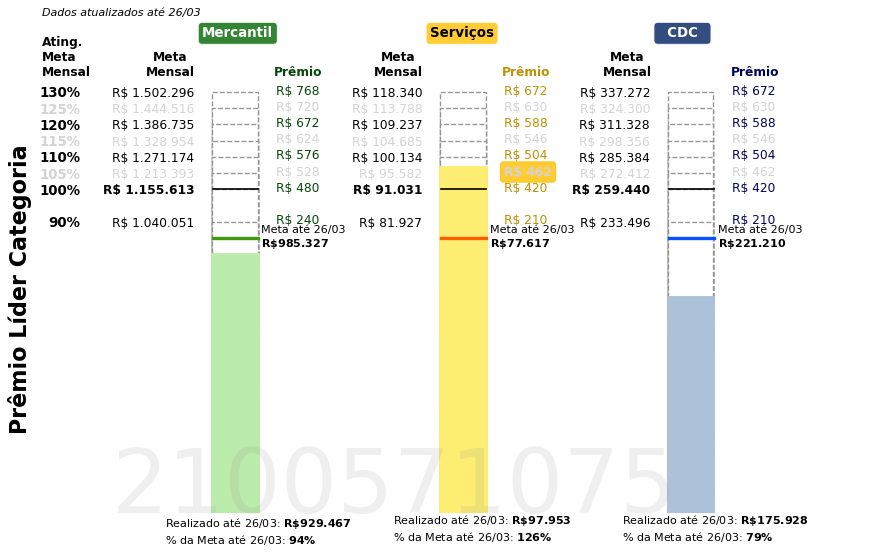 Dados atualizados até 26/03
Mercantil Serviços CDC
Ating. Meta Mensal
Meta Mensal Prêmio Meta Mensal Prêmio Meta Mensal Prêmio
130% R$ 1.502.296 R$ 768 R$ 118.340 R$ 672 R$ 337.272 R$ 672
125% R$ 1.444.516 R$ 720 R$ 113.788 R$ 630 R$ 324.300 R$ 630
120% R$ 1.386.735 R$ 672 R$ 109.237 R$ 588 R$ 311.328 R$ 588
115% R$ 1.328.954 R$ 624 R$ 104.685 R$ 546 R$ 298.356 R$ 546
110% R$ 1.271.174 R$ 576 R$ 100.134 R$ 504 R$ 285.384 R$ 504
105% R$ 1.213.393 R$ 528 R$ 95.582 R$ 462 R$ 272.412 R$ 462
100% R$ 1.155.613 R$ 480 R$ 91.031 R$ 420 R$ 259.440 R$ 420
90% R$ 1.040.051 R$ 240 R$ 81.927 R$ 210 R$ 233.496 R$ 210
Meta até 26/03 Meta até 26/03 Meta até 26/03
R$985.327 R$77.617 R$221.210
Prêmio Líder Categoria
2100571075
Realizado até 26/03: R$929.467 Realizado até 26/03: R$97.953 Realizado até 26/03: R$175.928
% da Meta até 26/03: 94% % da Meta até 26/03: 126% % da Meta até 26/03: 79%